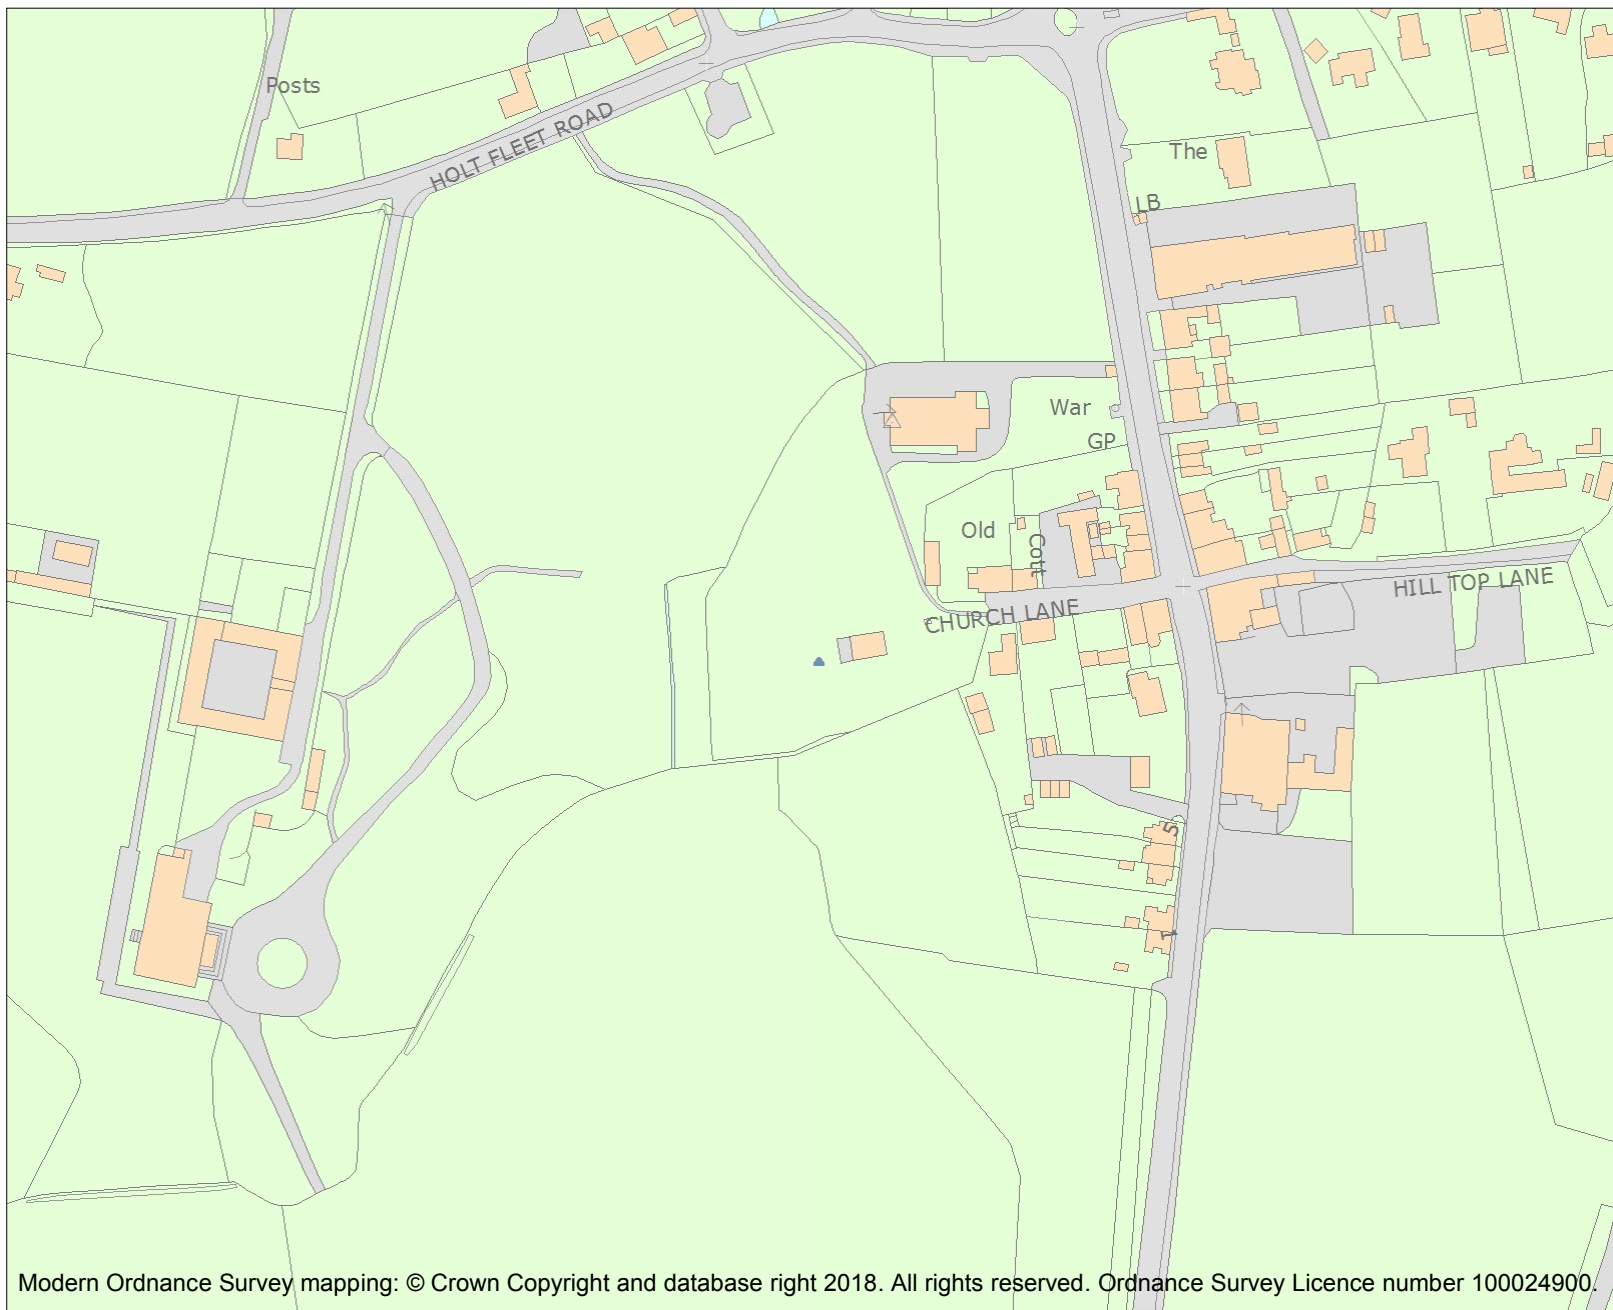 Posts
HOLT FLEET ROAD
The
LB
War
GP
Old
Cott
CHURCH LANE
HILL TOP LANE
5
1
Modern Ordnance Survey mapping: © Crown Copyright and database right 2018. All rights reserved. Ordnance Survey Licence number 100024900.